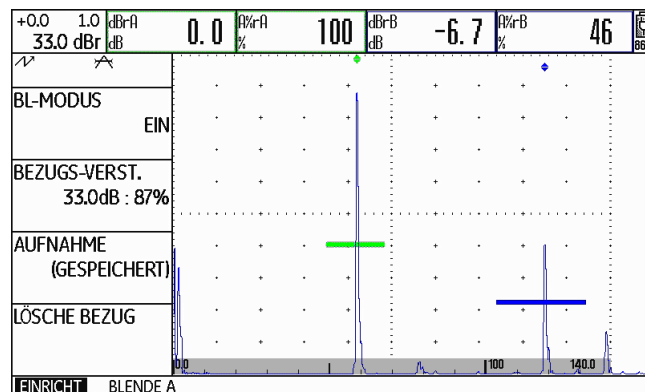 +0.0 1.0 dBrA 0.0 A%rA 100 dBrB -6.7 A%rB 46
33.0 dBr dB % dB % 86
BL-MODUS
EIN
BEZUGS-VERST.
33.0dB : 87%
AUFNAHME
(GESPEICHERT)
LÖSCHE BEZUG
0.0 100 140.0
EINRICHT BLENDE A